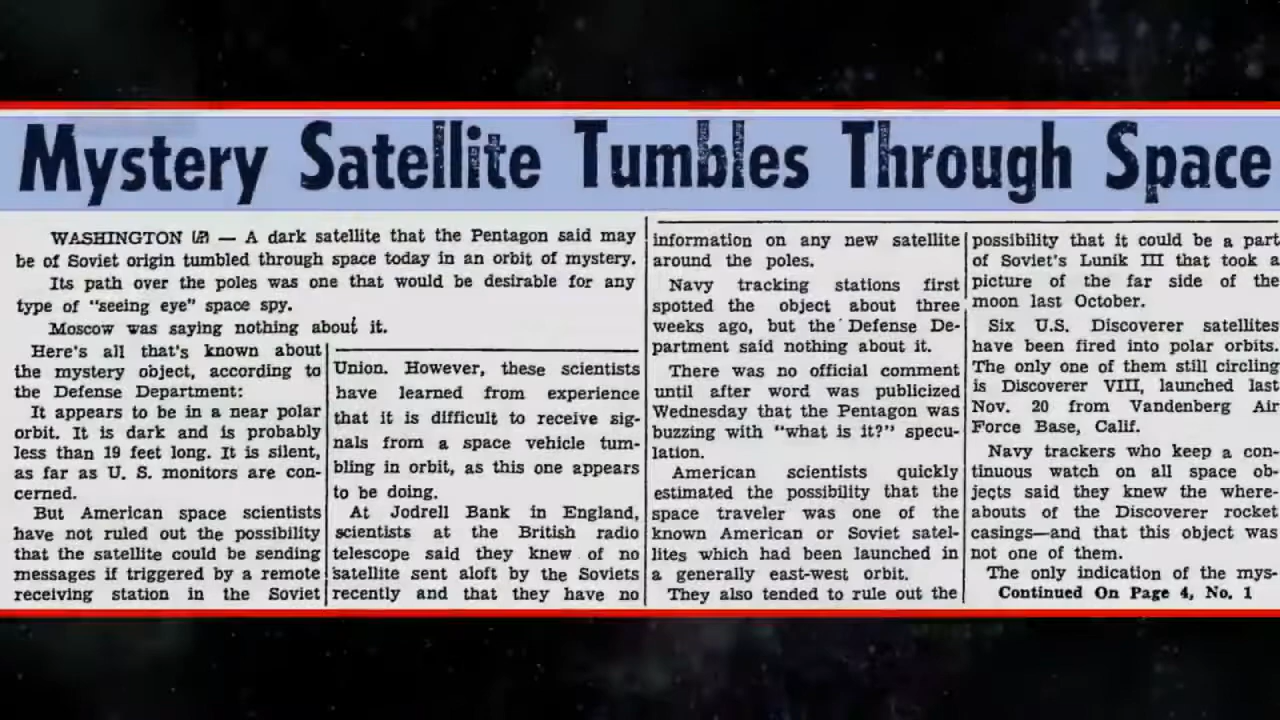 Mystery Satellite Tumbles Through Space
WASHINGTON (AP) — A dark satellite that the Pentagon said may
be of Soviet origin tumbled through space today in an orbit of mystery.
Its path over the poles was one that would be desirable for any
type of "seeing eye" space spy.
Moscow was saying nothing about it.
Here's all that's known about
the mystery object, according to
the Defense Department:
It appears to be in a near polar
orbit. It is dark and is probably
less than 19 feet long. It is silent,
as far as U. S. monitors are con-
cerned.
But American space scientists
have not ruled out the possibility
that the satellite could be sending
messages if triggered by a remote
receiving station in the Soviet
Union. However, these scientists
have learned from experience
that it is difficult to receive sig-
nals from a space vehicle tum-
bling in orbit, as this one appears
to be doing.
At Jodrell Bank in England,
scientists at the British radio
telescope said they knew of no
satellite sent aloft by the Soviets
recently and that they have no
information on any new satellite
around the poles.
Navy tracking stations first
spotted the object about three
weeks ago, but the Defense De-
partment said nothing about it.
There was no official comment
until after word was publicized
Wednesday that the Pentagon was
buzzing with "what is it?" specu-
lation.
American scientists quickly
estimated the possibility that the
space traveler was one of the
known American or Soviet satel-
lites which had been launched in
a generally east-west orbit.
They also tended to rule out the
possibility that it could be a part
of Soviet's Lunik III that took a
picture of the far side of the
moon last October.
Six U.S. Discoverer satellites
have been fired into polar orbits.
The only one of them still circling
is Discoverer VIII, launched last
Nov. 20 from Vandenberg Air
Force Base, Calif.
Navy trackers who keep a con-
tinuous watch on all space ob-
jects said they knew the where-
abouts of the Discoverer rocket
casings—and that this object was
not one of them.
The only indication of the mys-
Continued On Page 4, No. 1